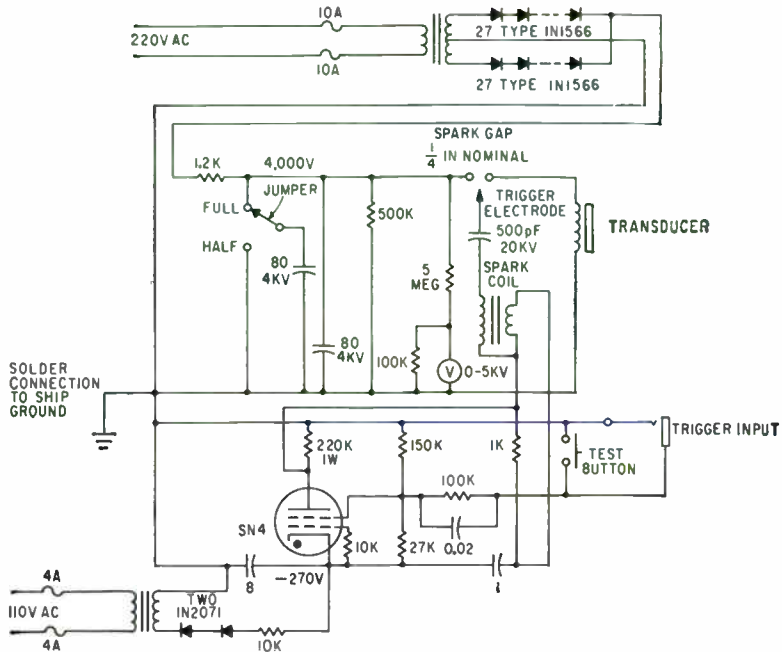 10A
220V AC
10A
27 TYPE IN1566
27 TYPE IN1566
SPARK GAP
1/4 IN NOMINAL
1.2K
4,000V
JUMPER
FULL
HALF
80
4KV
80
4KV
500K
5
MEG
100K
V
0-5KV
TRIGGER
ELECTRODE
500pF
20KV
SPARK
COIL
TRANSDUCER
SOLDER
CONNECTION
TO SHIP
GROUND
220K
1W
150K
1K
TRIGGER INPUT
TEST
BUTTON
100K
0.02
SN4
10K
27K
8
-270V
1
4A
110V AC
4A
TWO
IN2071
10K